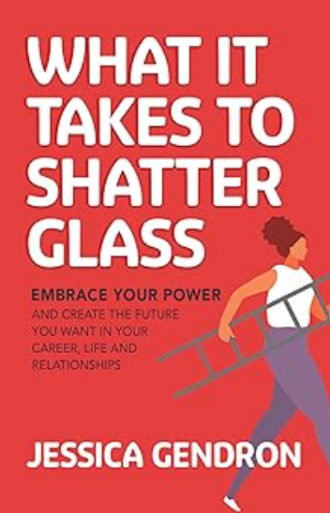 WHAT IT
TAKES TO
SHATTER
GLASS
EMBRACE YOUR POWER
AND CREATE THE FUTURE
YOU WANT IN YOUR
CAREER, LIFE AND
RELATIONSHIPS
JESSICA GENDRON